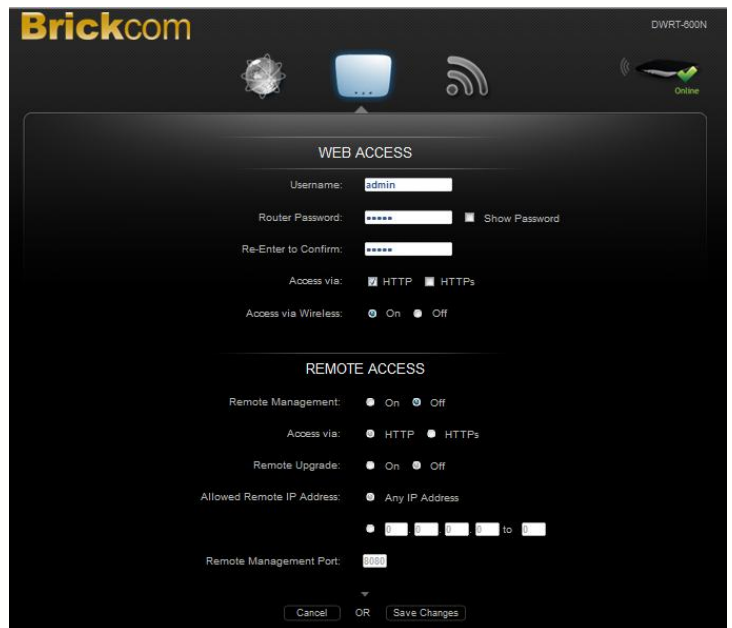 Brickcom
DWRT-600N
Online
WEB ACCESS
Username: admin
Router Password: ••••• Show Password
Re-Enter to Confirm: •••••
Access via: HTTP HTTPs
Access via Wireless: On Off
REMOTE ACCESS
Remote Management: On Off
Access via: HTTP HTTPs
Remote Upgrade: On Off
Allowed Remote IP Address: Any IP Address
0 . 0 . 0 . 0 to 0
Remote Management Port: 8080
Cancel OR Save Changes